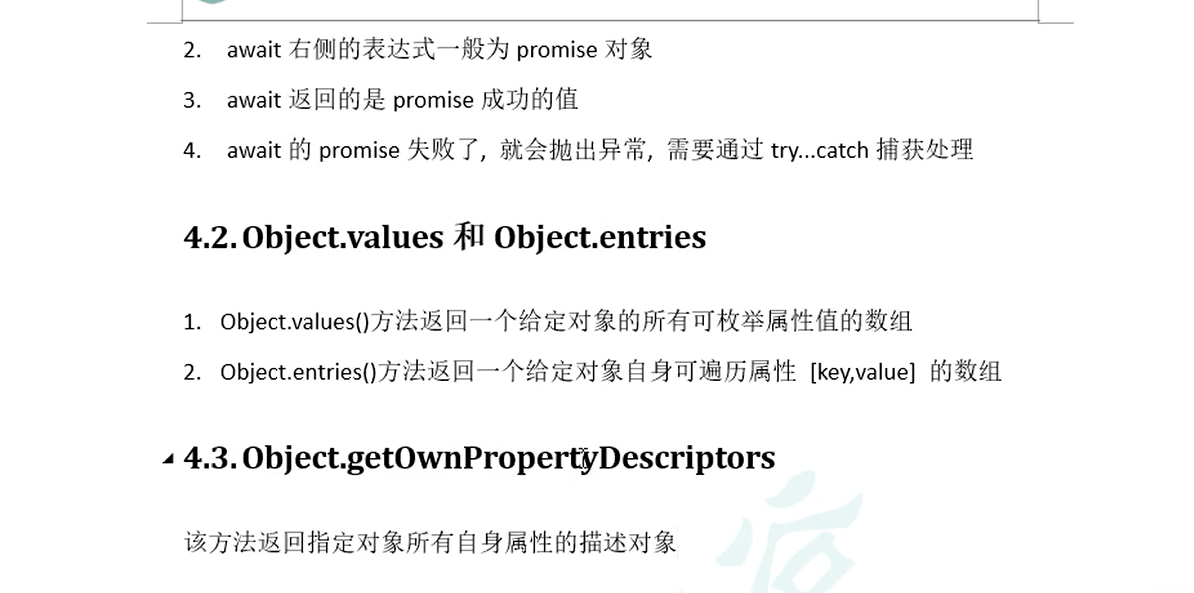 2. await 右侧的表达式一般为 promise 对象
3. await 返回的是 promise 成功的值
4. await 的 promise 失败了, 就会抛出异常, 需要通过 try...catch 捕获处理
4.2. Object.values 和 Object.entries
1. Object.values()方法返回一个给定对象的所有可枚举属性值的数组
2. Object.entries()方法返回一个给定对象自身可遍历属性 [key,value] 的数组
4.3. Object.getOwnPropertyDescriptors
该方法返回指定对象所有自身属性的描述对象